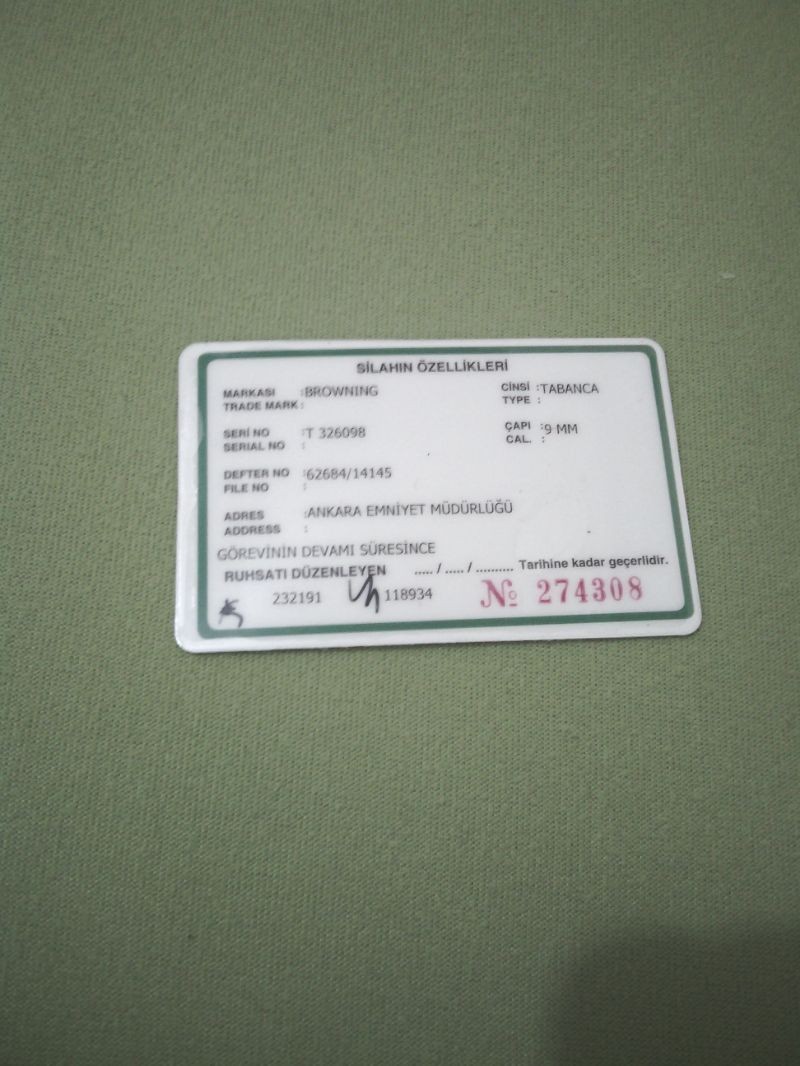 SİLAHIN ÖZELLİKLERİ
MARKASI :BROWNING CİNSİ :TABANCA
TRADE MARK : TYPE :
SERİ NO :T 326098 ÇAPI :9 MM
SERIAL NO : CAL. :
DEFTER NO :62684/14145
FILE NO :
ADRES :ANKARA EMNİYET MÜDÜRLÜĞÜ
ADDRESS :
GÖREVİNİN DEVAMI SÜRESİNCE
RUHSATI DÜZENLEYEN ..... / ..... / .......... Tarihine kadar geçerlidir.
232191 118934 № 274308